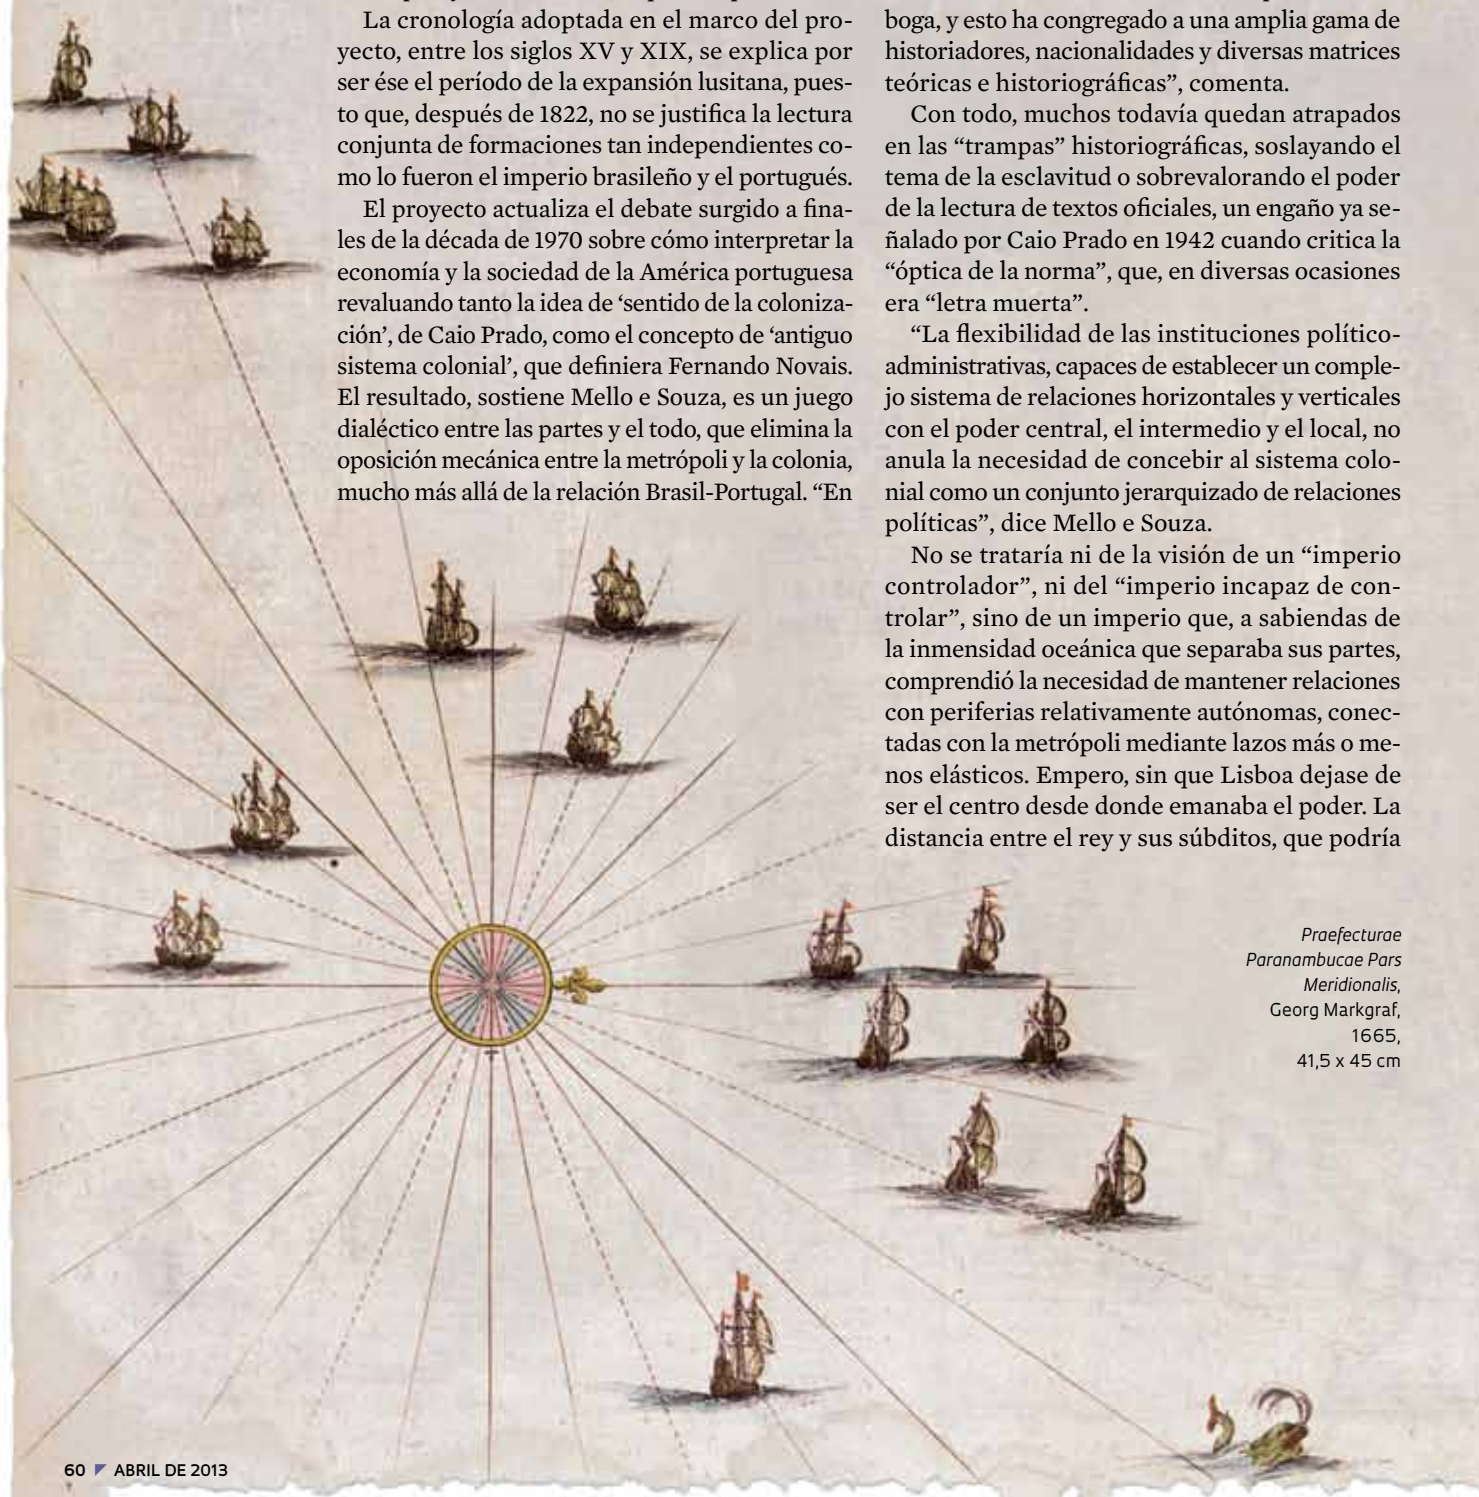 La cronología adoptada en el marco del pro-
yecto, entre los siglos XV y XIX, se explica por
ser ése el período de la expansión lusitana, pues-
to que, después de 1822, no se justifica la lectura
conjunta de formaciones tan independientes co-
mo lo fueron el imperio brasileño y el portugués.
El proyecto actualiza el debate surgido a fina-
les de la década de 1970 sobre cómo interpretar la
economía y la sociedad de la América portuguesa
revaluando tanto la idea de ‘sentido de la coloniza-
ción’, de Caio Prado, como el concepto de ‘antiguo
sistema colonial’, que definiera Fernando Novais.
El resultado, sostiene Mello e Souza, es un juego
dialéctico entre las partes y el todo, que elimina la
oposición mecánica entre la metrópoli y la colonia,
mucho más allá de la relación Brasil-Portugal. “En
boga, y esto ha congregado a una amplia gama de
historiadores, nacionalidades y diversas matrices
teóricas e historiográficas”, comenta.
Con todo, muchos todavía quedan atrapados
en las “trampas” historiográficas, soslayando el
tema de la esclavitud o sobrevalorando el poder
de la lectura de textos oficiales, un engaño ya se-
ñalado por Caio Prado en 1942 cuando critica la
“óptica de la norma”, que, en diversas ocasiones
era “letra muerta”.
“La flexibilidad de las instituciones político-
administrativas, capaces de establecer un comple-
jo sistema de relaciones horizontales y verticales
con el poder central, el intermedio y el local, no
anula la necesidad de concebir al sistema colo-
nial como un conjunto jerarquizado de relaciones
políticas”, dice Mello e Souza.
No se trataría ni de la visión de un “imperio
controlador”, ni del “imperio incapaz de con-
trolar”, sino de un imperio que, a sabiendas de
la inmensidad oceánica que separaba sus partes,
comprendió la necesidad de mantener relaciones
con periferias relativamente autónomas, conec-
tadas con la metrópoli mediante lazos más o me-
nos elásticos. Empero, sin que Lisboa dejase de
ser el centro desde donde emanaba el poder. La
distancia entre el rey y sus súbditos, que podría
Praefecturae
Paranambucae Pars
Meridionalis,
Georg Markgraf,
1665,
41,5 x 45 cm
60 ABRIL DE 2013